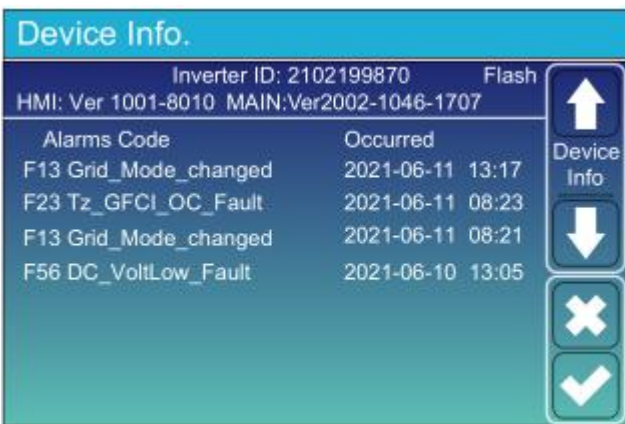 Device Info.
Inverter ID: 2102199870 Flash
HMI: Ver 1001-8010 MAIN:Ver2002-1046-1707
Alarms Code Occurred
F13 Grid_Mode_changed 2021-06-11 13:17
F23 Tz_GFCI_OC_Fault 2021-06-11 08:23
F13 Grid_Mode_changed 2021-06-11 08:21
F56 DC_VoltLow_Fault 2021-06-10 13:05
Device
Info